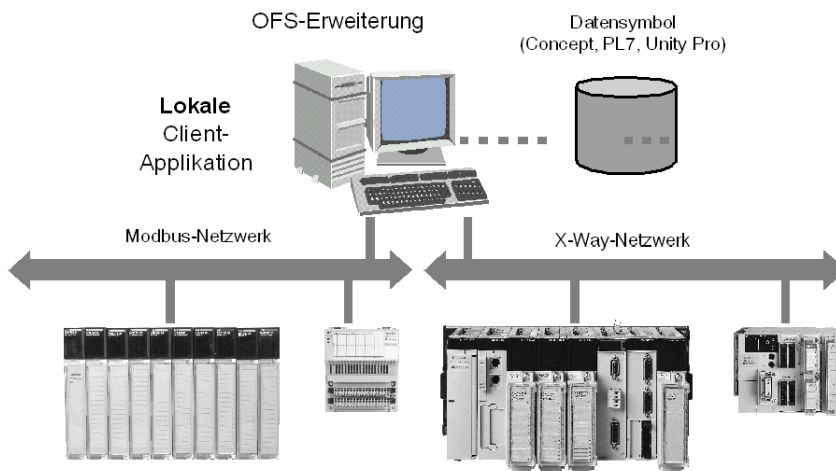 OFS-Erweiterung
Datensymbol
(Concept, PL7, Unity Pro)
Lokale
Client-
Applikation
Modbus-Netzwerk
X-Way-Netzwerk